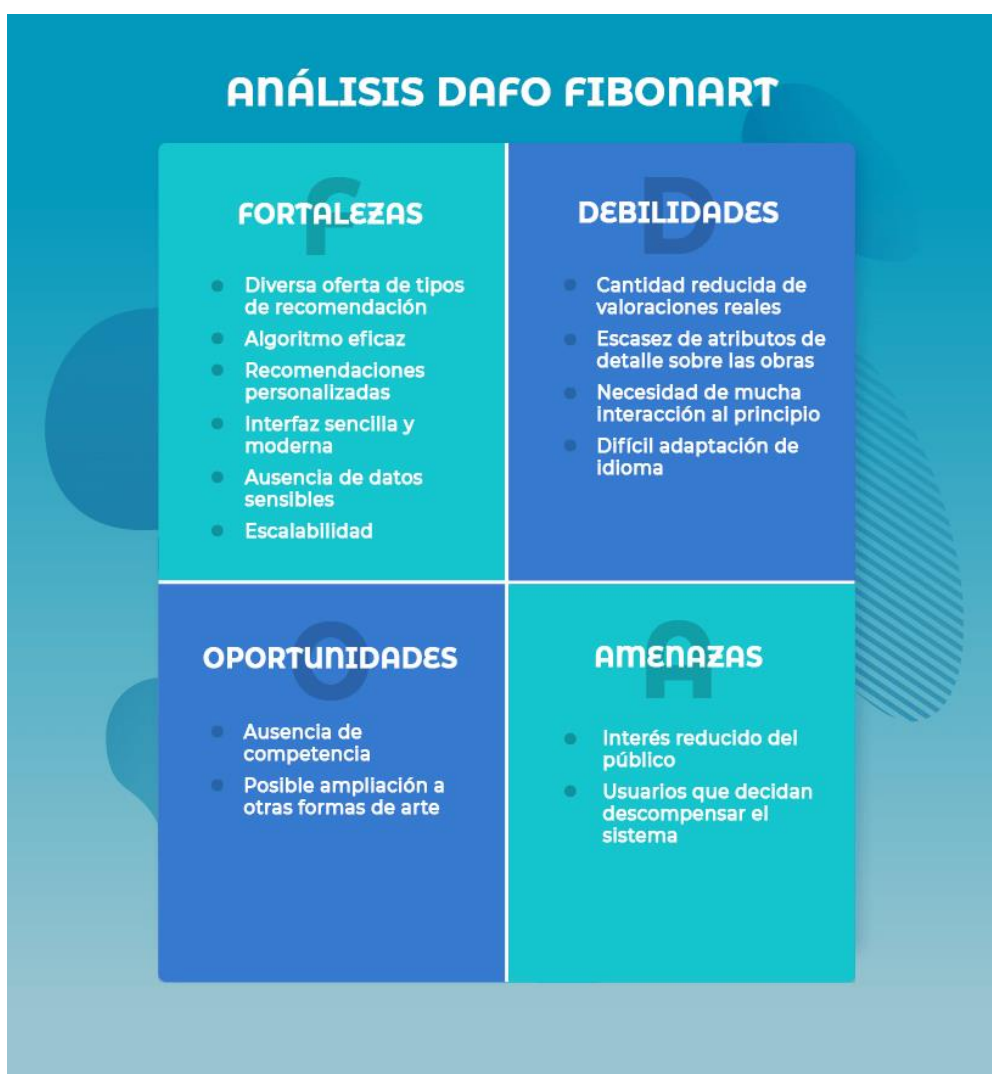 ANÁLISIS DAFO FIBONART
F
FORTALEZAS
Diversa oferta de tipos
de recomendación
Algoritmo eficaz
Recomendaciones
personalizadas
Interfaz sencilla y
moderna
Ausencia de datos
sensibles
Escalabilidad
D
DEBILIDADES
Cantidad reducida de
valoraciones reales
Escasez de atributos de
detalle sobre las obras
Necesidad de mucha
interacción al principio
Difícil adaptación de
idioma
O
OPORTUNIDADES
Ausencia de
competencia
Posible ampliación a
otras formas de arte
A
AMENAZAS
Interés reducido del
público
Usuarios que decidan
descompensar el
sistema